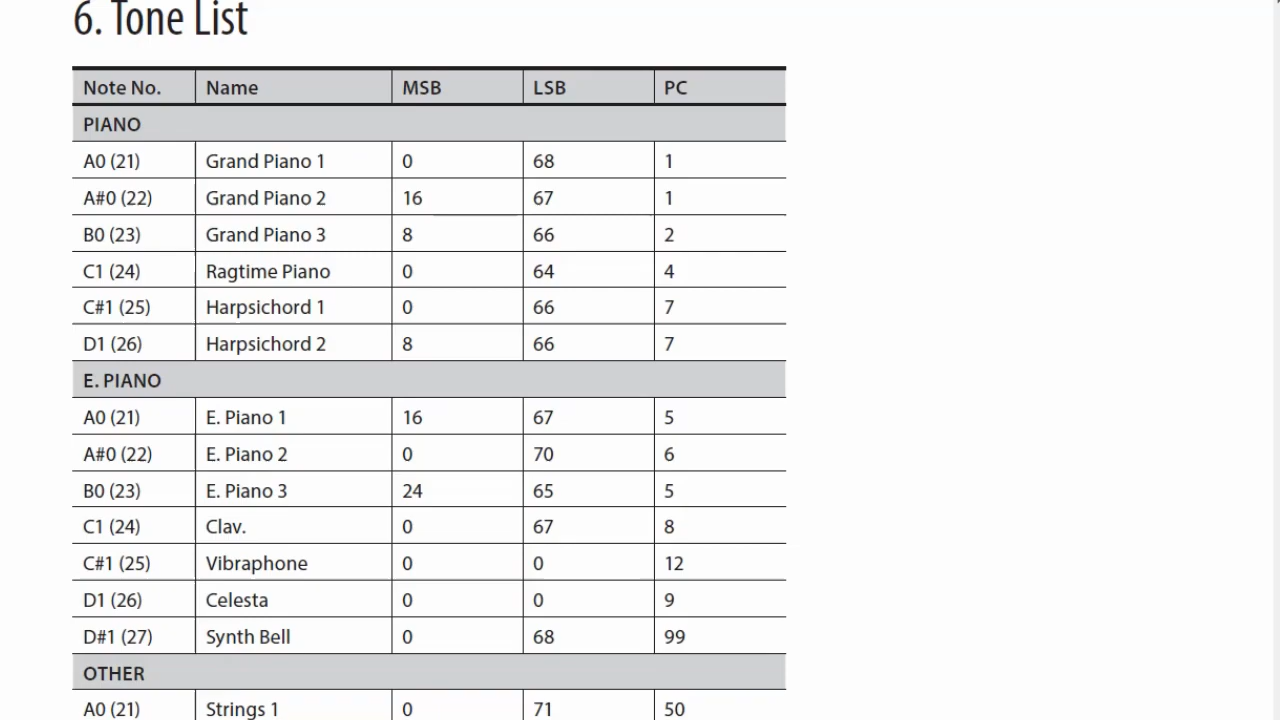 6. Tone List
Note No. Name MSB LSB PC
PIANO
A0 (21) Grand Piano 1 0 68 1
A#0 (22) Grand Piano 2 16 67 1
B0 (23) Grand Piano 3 8 66 2
C1 (24) Ragtime Piano 0 64 4
C#1 (25) Harpsichord 1 0 66 7
D1 (26) Harpsichord 2 8 66 7
E. PIANO
A0 (21) E. Piano 1 16 67 5
A#0 (22) E. Piano 2 0 70 6
B0 (23) E. Piano 3 24 65 5
C1 (24) Clav. 0 67 8
C#1 (25) Vibraphone 0 0 12
D1 (26) Celesta 0 0 9
D#1 (27) Synth Bell 0 68 99
OTHER
A0 (21) Strings 1 0 71 50